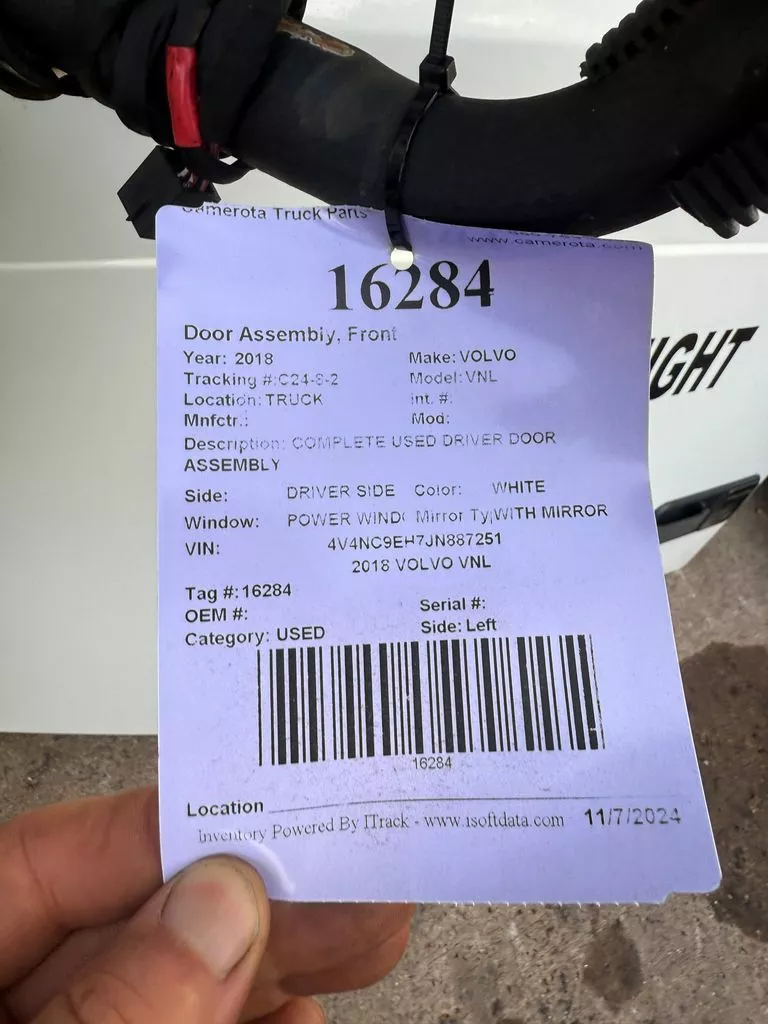 Camerota Truck Parts
www.camerota.com
16284
Door Assembly, Front
Year: 2018 Make: VOLVO
Tracking #:C24-8-2 Model: VNL
Location: TRUCK Int. #:
Mnfctr.: Mod:
Description: COMPLETE USED DRIVER DOOR
ASSEMBLY
Side: DRIVER SIDE Color: WHITE
Window: POWER WIND Mirror Ty WITH MIRROR
VIN: 4V4NC9EH7JN887251
2018 VOLVO VNL
Tag #: 16284
OEM #: Serial #:
Category: USED Side: Left
16284
Location
Inventory Powered By ITrack - www.isoftdata.com 11/7/2024
IGHT